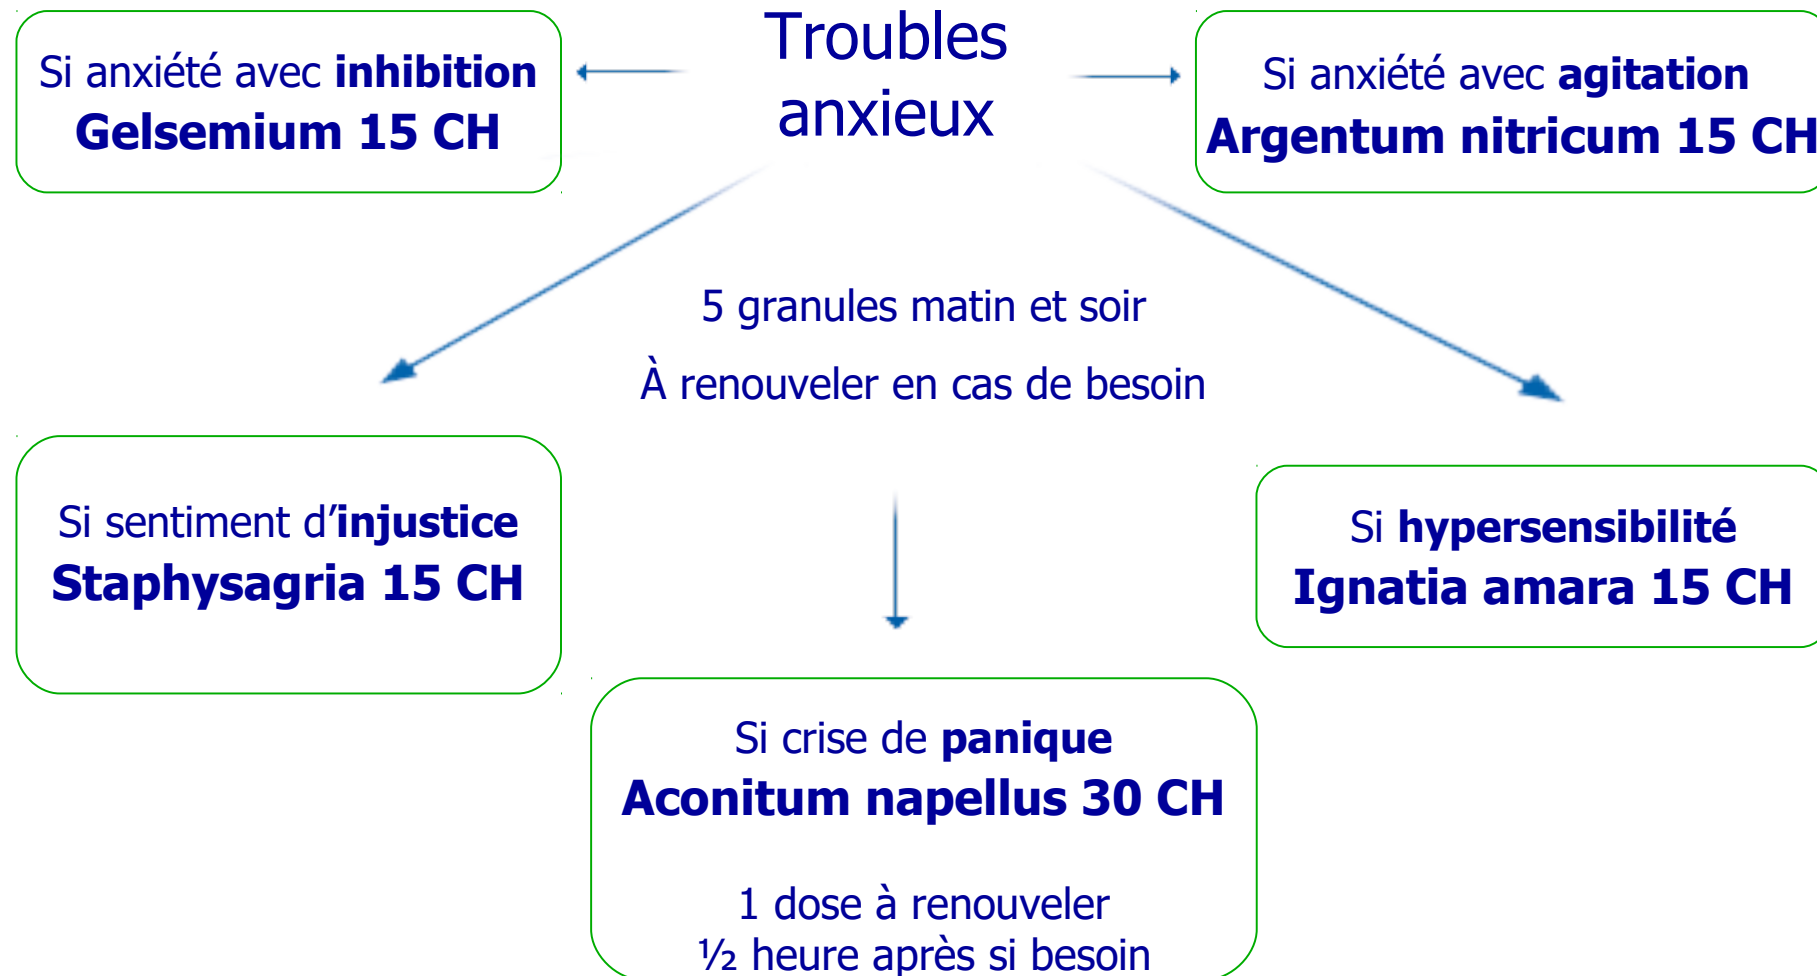 Troubles
anxieux
Si anxiété avec inhibition
Gelsemium 15 CH
Si anxiété avec agitation
Argentum nitricum 15 CH
5 granules matin et soir
À renouveler en cas de besoin
Si sentiment d’injustice
Staphysagria 15 CH
Si hypersensibilité
Ignatia amara 15 CH
Si crise de panique
Aconitum napellus 30 CH
1 dose à renouveler
½ heure après si besoin